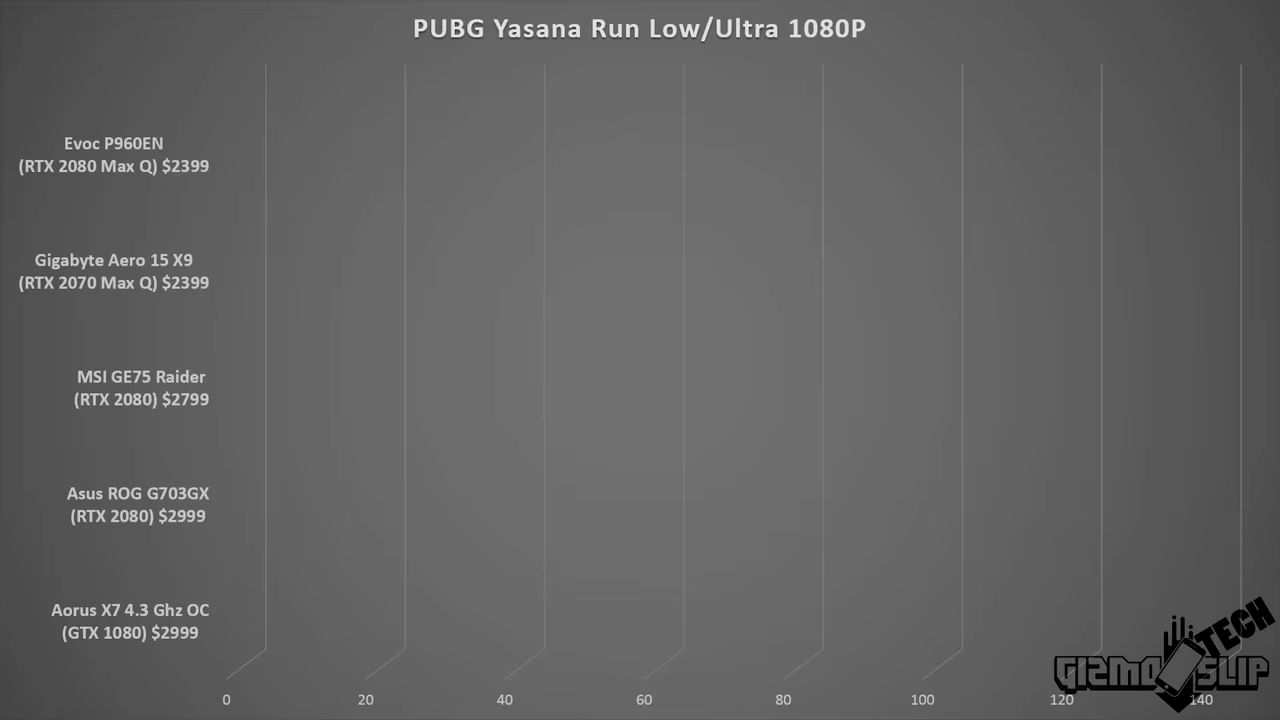 PUBG Yasana Run Low/Ultra 1080P
Evoc P960EN
(RTX 2080 Max Q) $2399
Gigabyte Aero 15 X9
(RTX 2070 Max Q) $2399
MSI GE75 Raider
(RTX 2080) $2799
Asus ROG G703GX
(RTX 2080) $2999
Aorus X7 4.3 Ghz OC
(GTX 1080) $2999
0 20 40 60 80 100 120 140
TECH
GIZMO SLIP